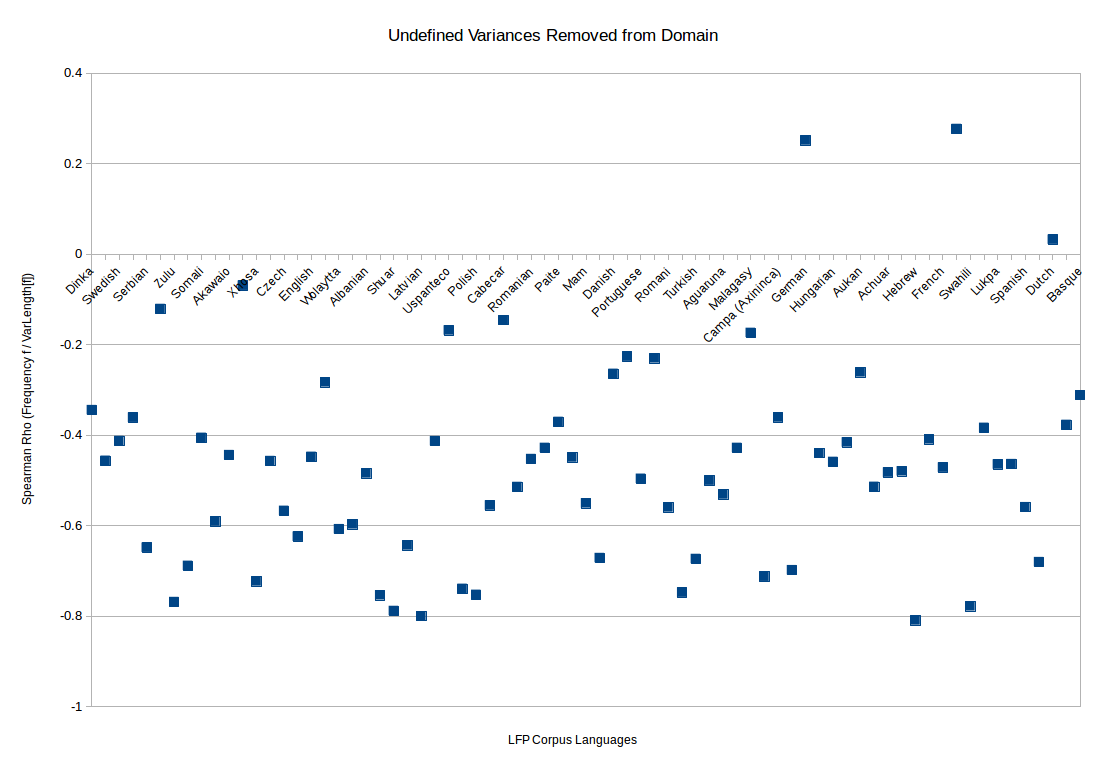 Undefined Variances Removed from Domain
0.4
0.2
0
-0.2
-0.4
-0.6
-0.8
-1
Spearman Rho (Frequency f / VarLength[f])
Dinka
Swedish
Serbian
Zulu
Somali
Akawaio
Xhosa
Czech
English
Wolaytta
Albanian
Shuar
Latvian
Uspanteco
Polish
Cabecar
Romanian
Paite
Mam
Danish
Portuguese
Romani
Turkish
Aguaruna
Malagasy
Campa (Axininca)
German
Hungarian
Aukan
Achuar
Hebrew
French
Swahili
Lukpa
Spanish
Dutch
Basque
LFP Corpus Languages